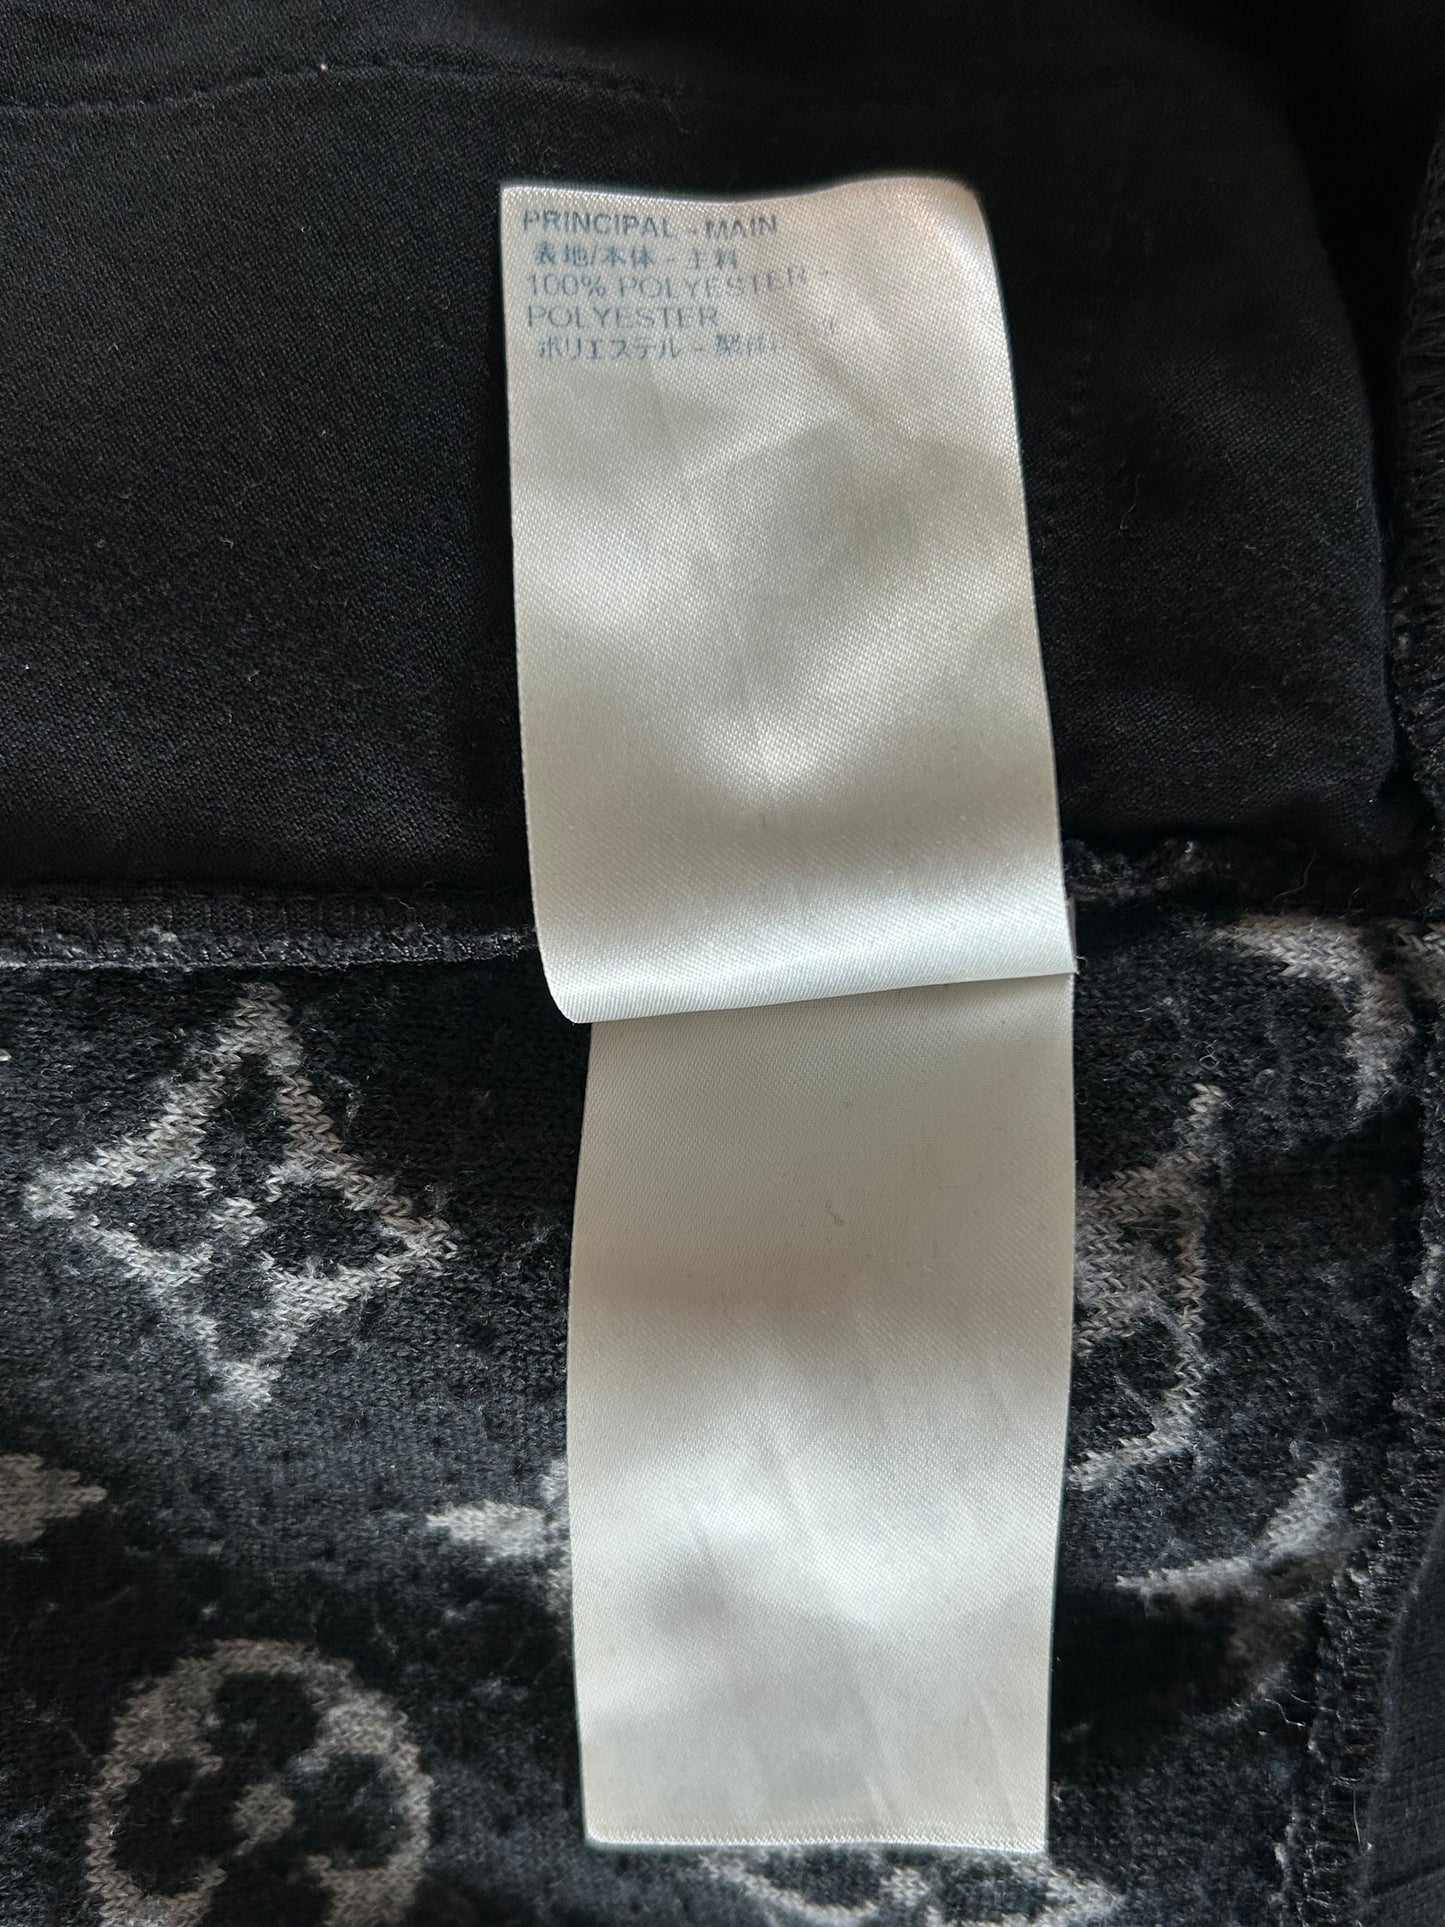 PRINCIPAL - MAIN
表地/本体 - 主料
100% POLYESTER -
POLYESTER
ポリエステル -